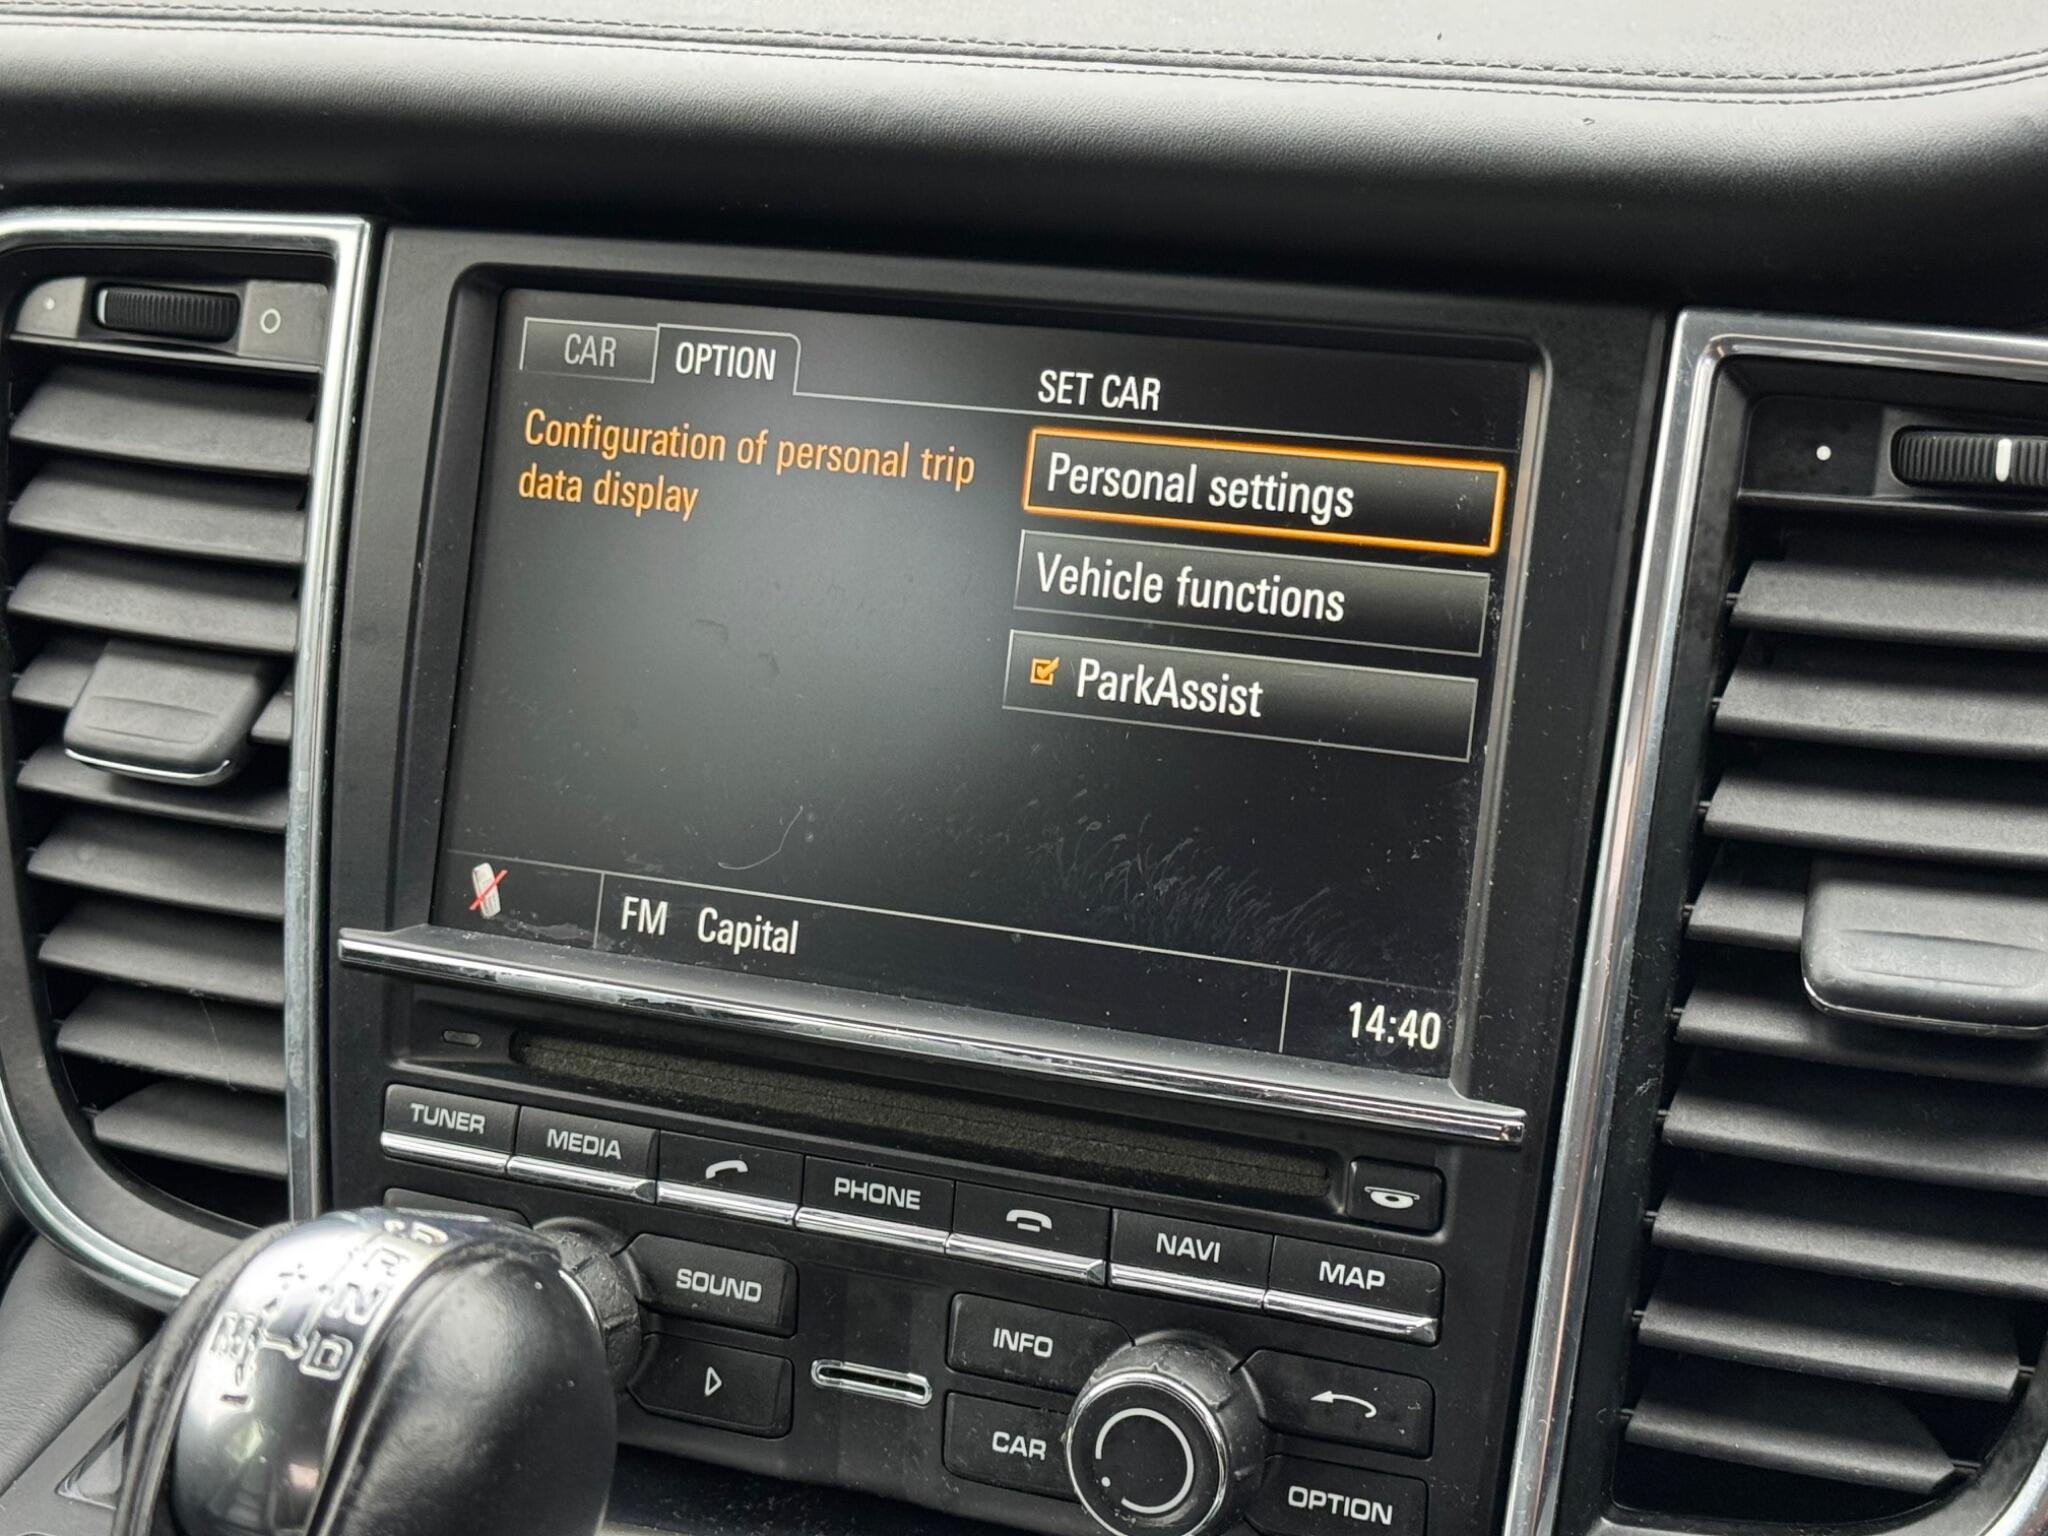 CAR OPTION
SET CAR
Configuration of personal trip
data display
Personal settings
Vehicle functions
ParkAssist
FM Capital
14:40
TUNER
MEDIA
PHONE
NAVI
MAP
SOUND
INFO
CAR
OPTION
P
R
N
D
M
+
-